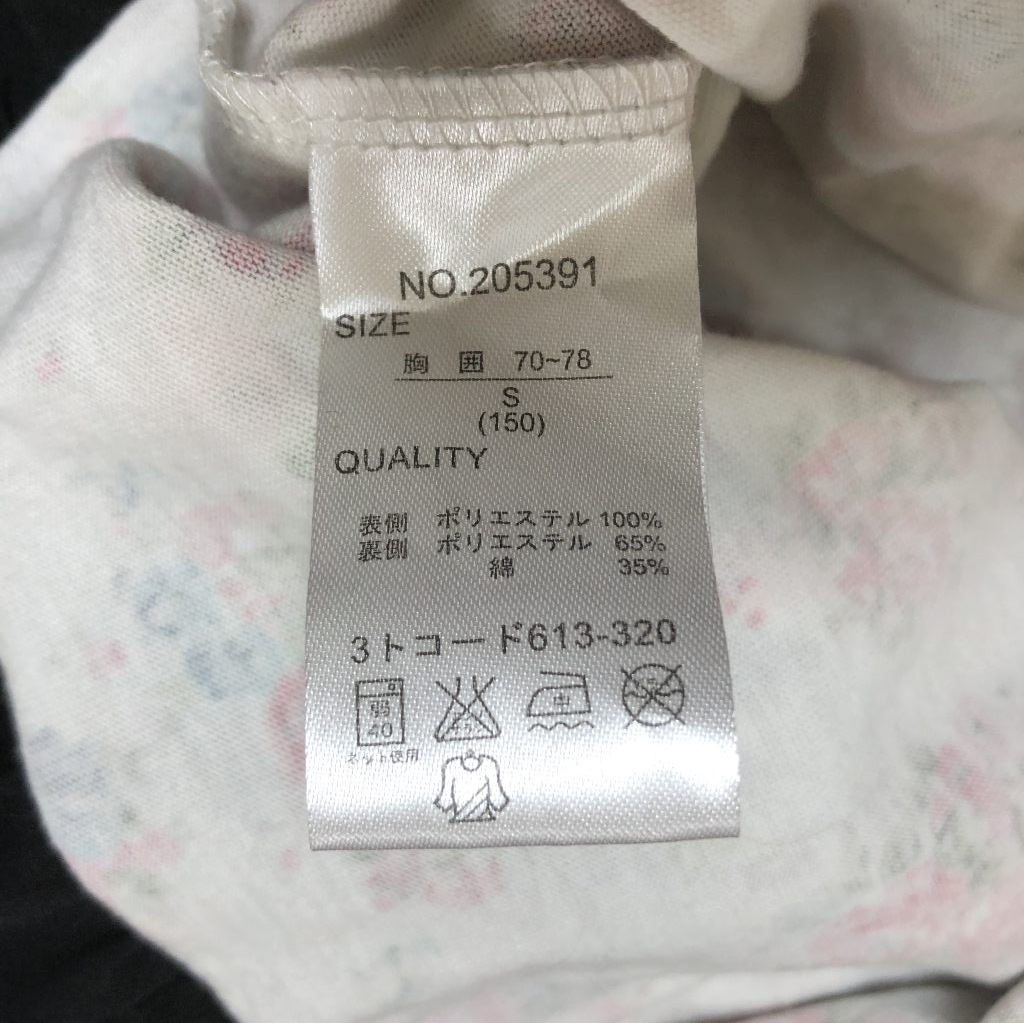 NO.205391
SIZE
胸 囲 70~78
S
(150)
QUALITY
表側 ポリエステル 100%
裏側 ポリエステル 65%
綿 35%
3トコード613-320
弱
40
中
ネット使用